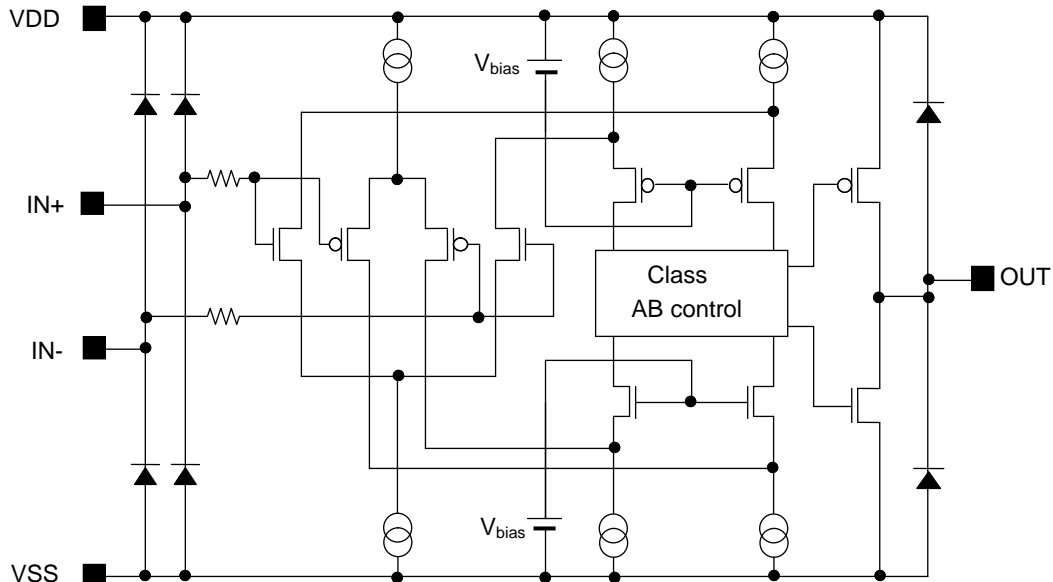 VDD
V_bias
IN+
Class
AB control
OUT
IN-
V_bias
VSS